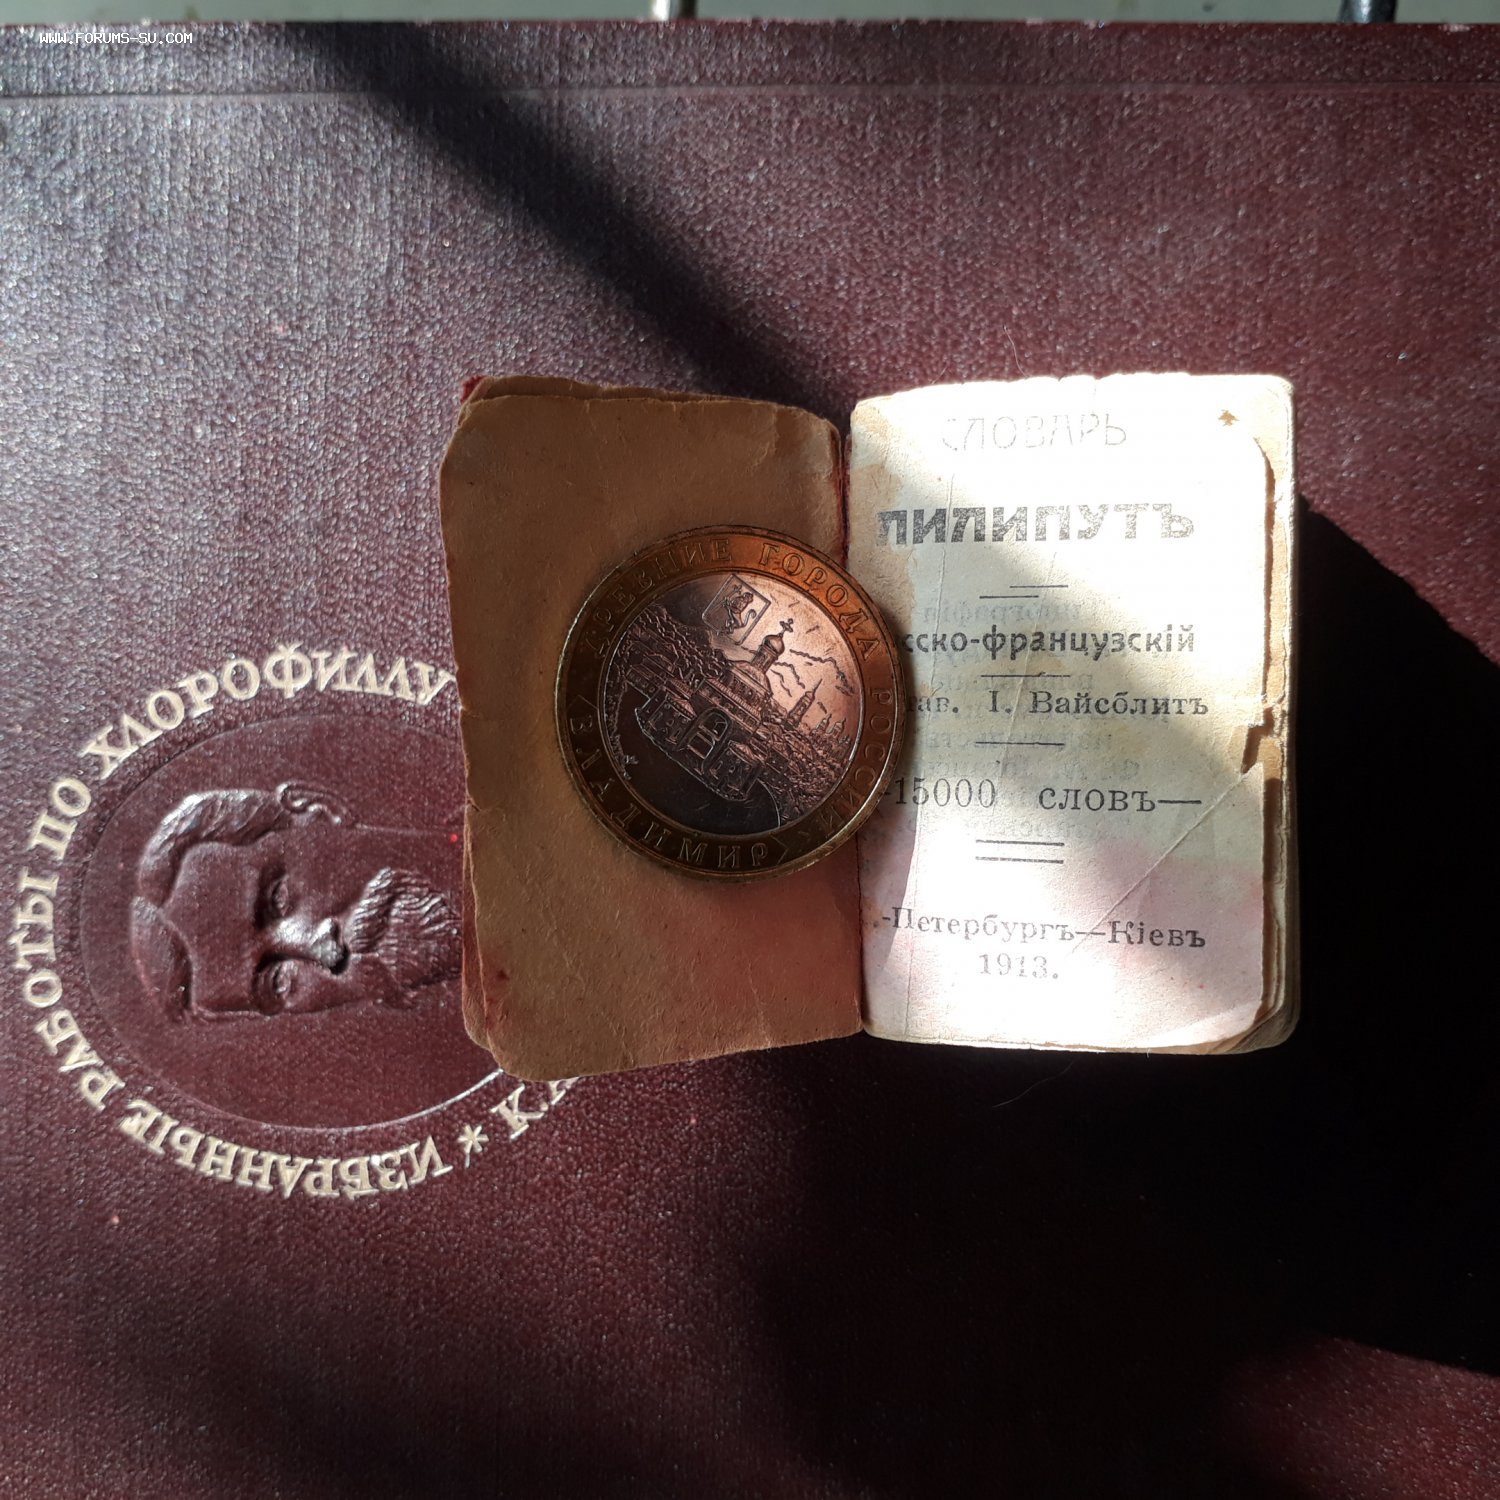 WWW.FORUMS-SU.COM
ИЗБРАННЫЕ РАБОТЫ ПО ХЛОРОФИЛЛУ
*
ДРЕВНИЕ ГОРОДА РОССИИ
ВЛАДИМИР
СЛОВАРЬ
ЛИЛИПУТЪ
сско-французскій
тав. І. Вайсблитъ
-15000 словъ—
.-Петербургъ—Кіевъ
1913.